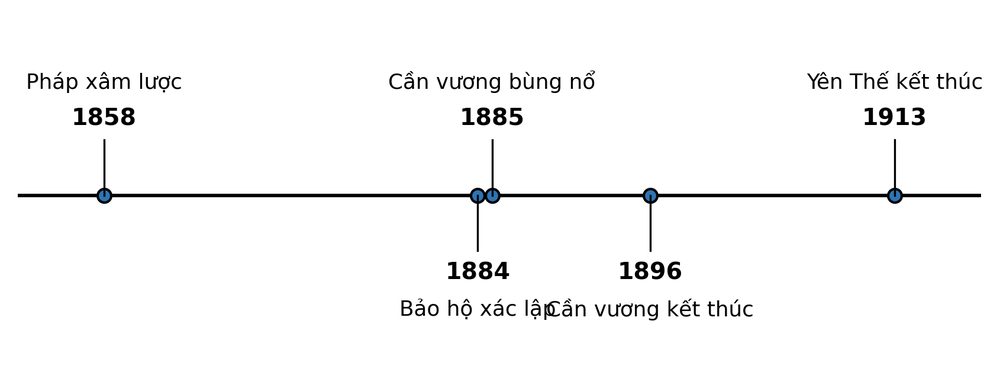 Pháp xâm lược
1858
Cần vương bùng nổ
1885
Yên Thế kết thúc
1913
1884
Bảo hộ xác lập
1896
Cần vương kết thúc